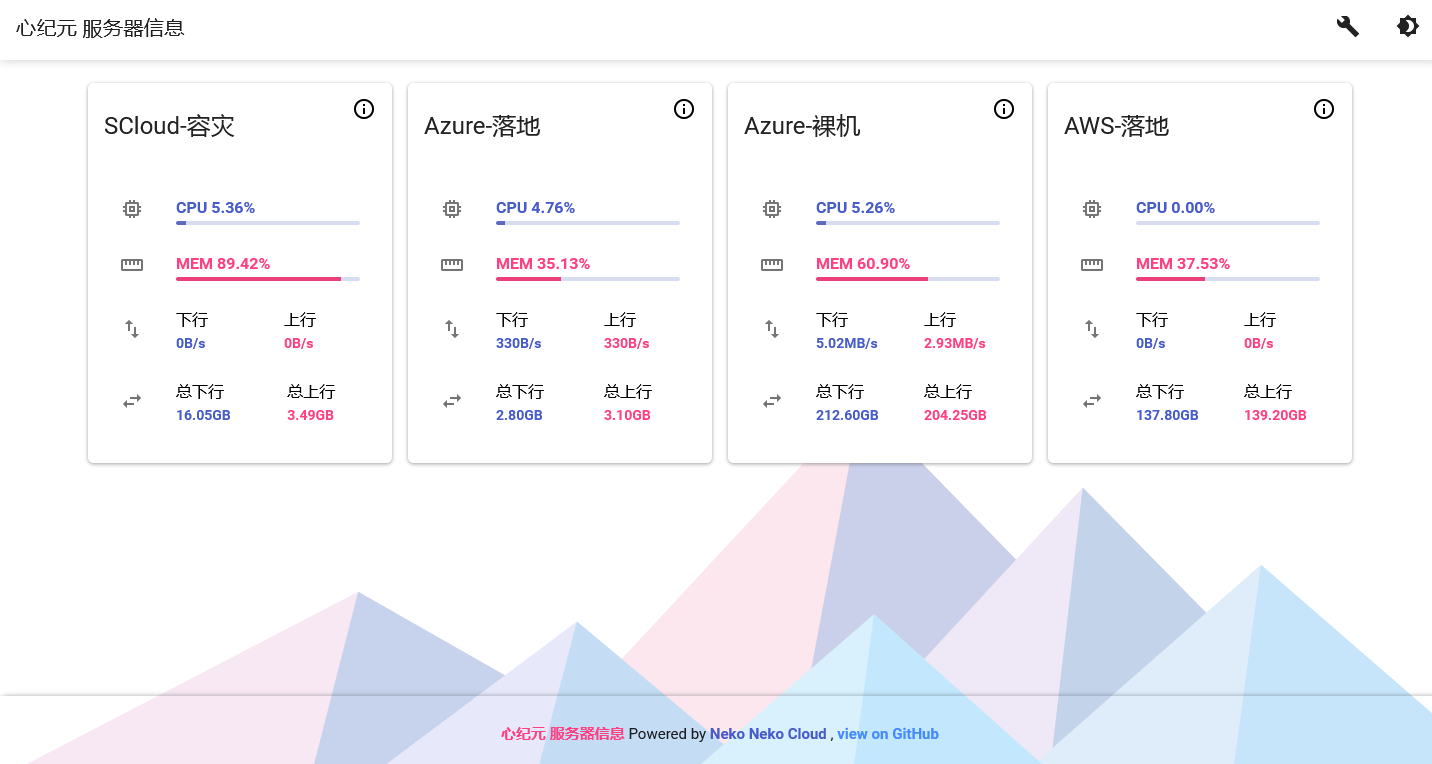 心纪元 服务器信息
SCloud-容灾
CPU 5.36%
MEM 89.42%
下行 上行
0B/s 0B/s
总下行 总上行
16.05GB 3.49GB
Azure-落地
CPU 4.76%
MEM 35.13%
下行 上行
330B/s 330B/s
总下行 总上行
2.80GB 3.10GB
Azure-裸机
CPU 5.26%
MEM 60.90%
下行 上行
5.02MB/s 2.93MB/s
总下行 总上行
212.60GB 204.25GB
AWS-落地
CPU 0.00%
MEM 37.53%
下行 上行
0B/s 0B/s
总下行 总上行
137.80GB 139.20GB
心纪元 服务器信息 Powered by Neko Neko Cloud , view on GitHub